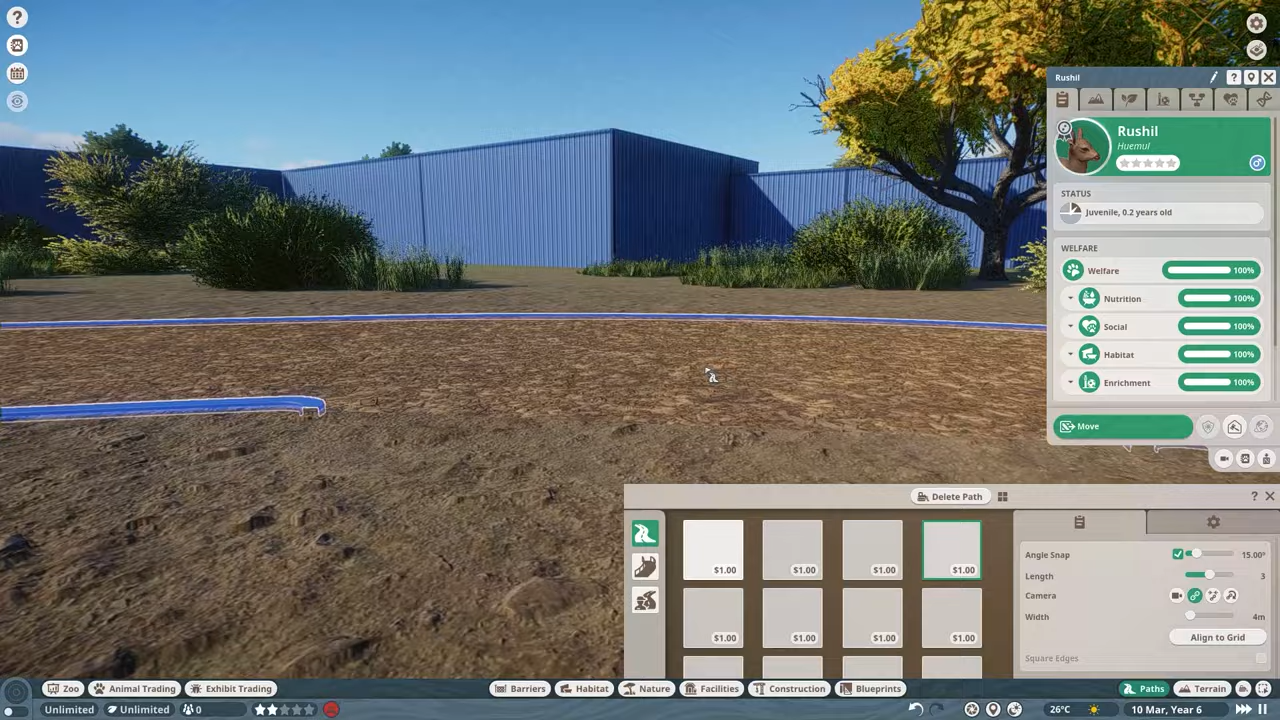 ?
Rushil
?
Rushil
Huemul
STATUS
Juvenile, 0.2 years old
WELFARE
Welfare 100%
Nutrition 100%
Social 100%
Habitat 100%
Enrichment 100%
Move
Delete Path
?
$1.00 $1.00 $1.00 $1.00
$1.00 $1.00 $1.00 $1.00
Angle Snap 15.00°
Length 3
Camera
Width 4m
Align to Grid
Square Edges
Zoo Animal Trading Exhibit Trading Barriers Habitat Nature Facilities Construction Blueprints Paths Terrain
Unlimited Unlimited 0 26°C 10 Mar, Year 6